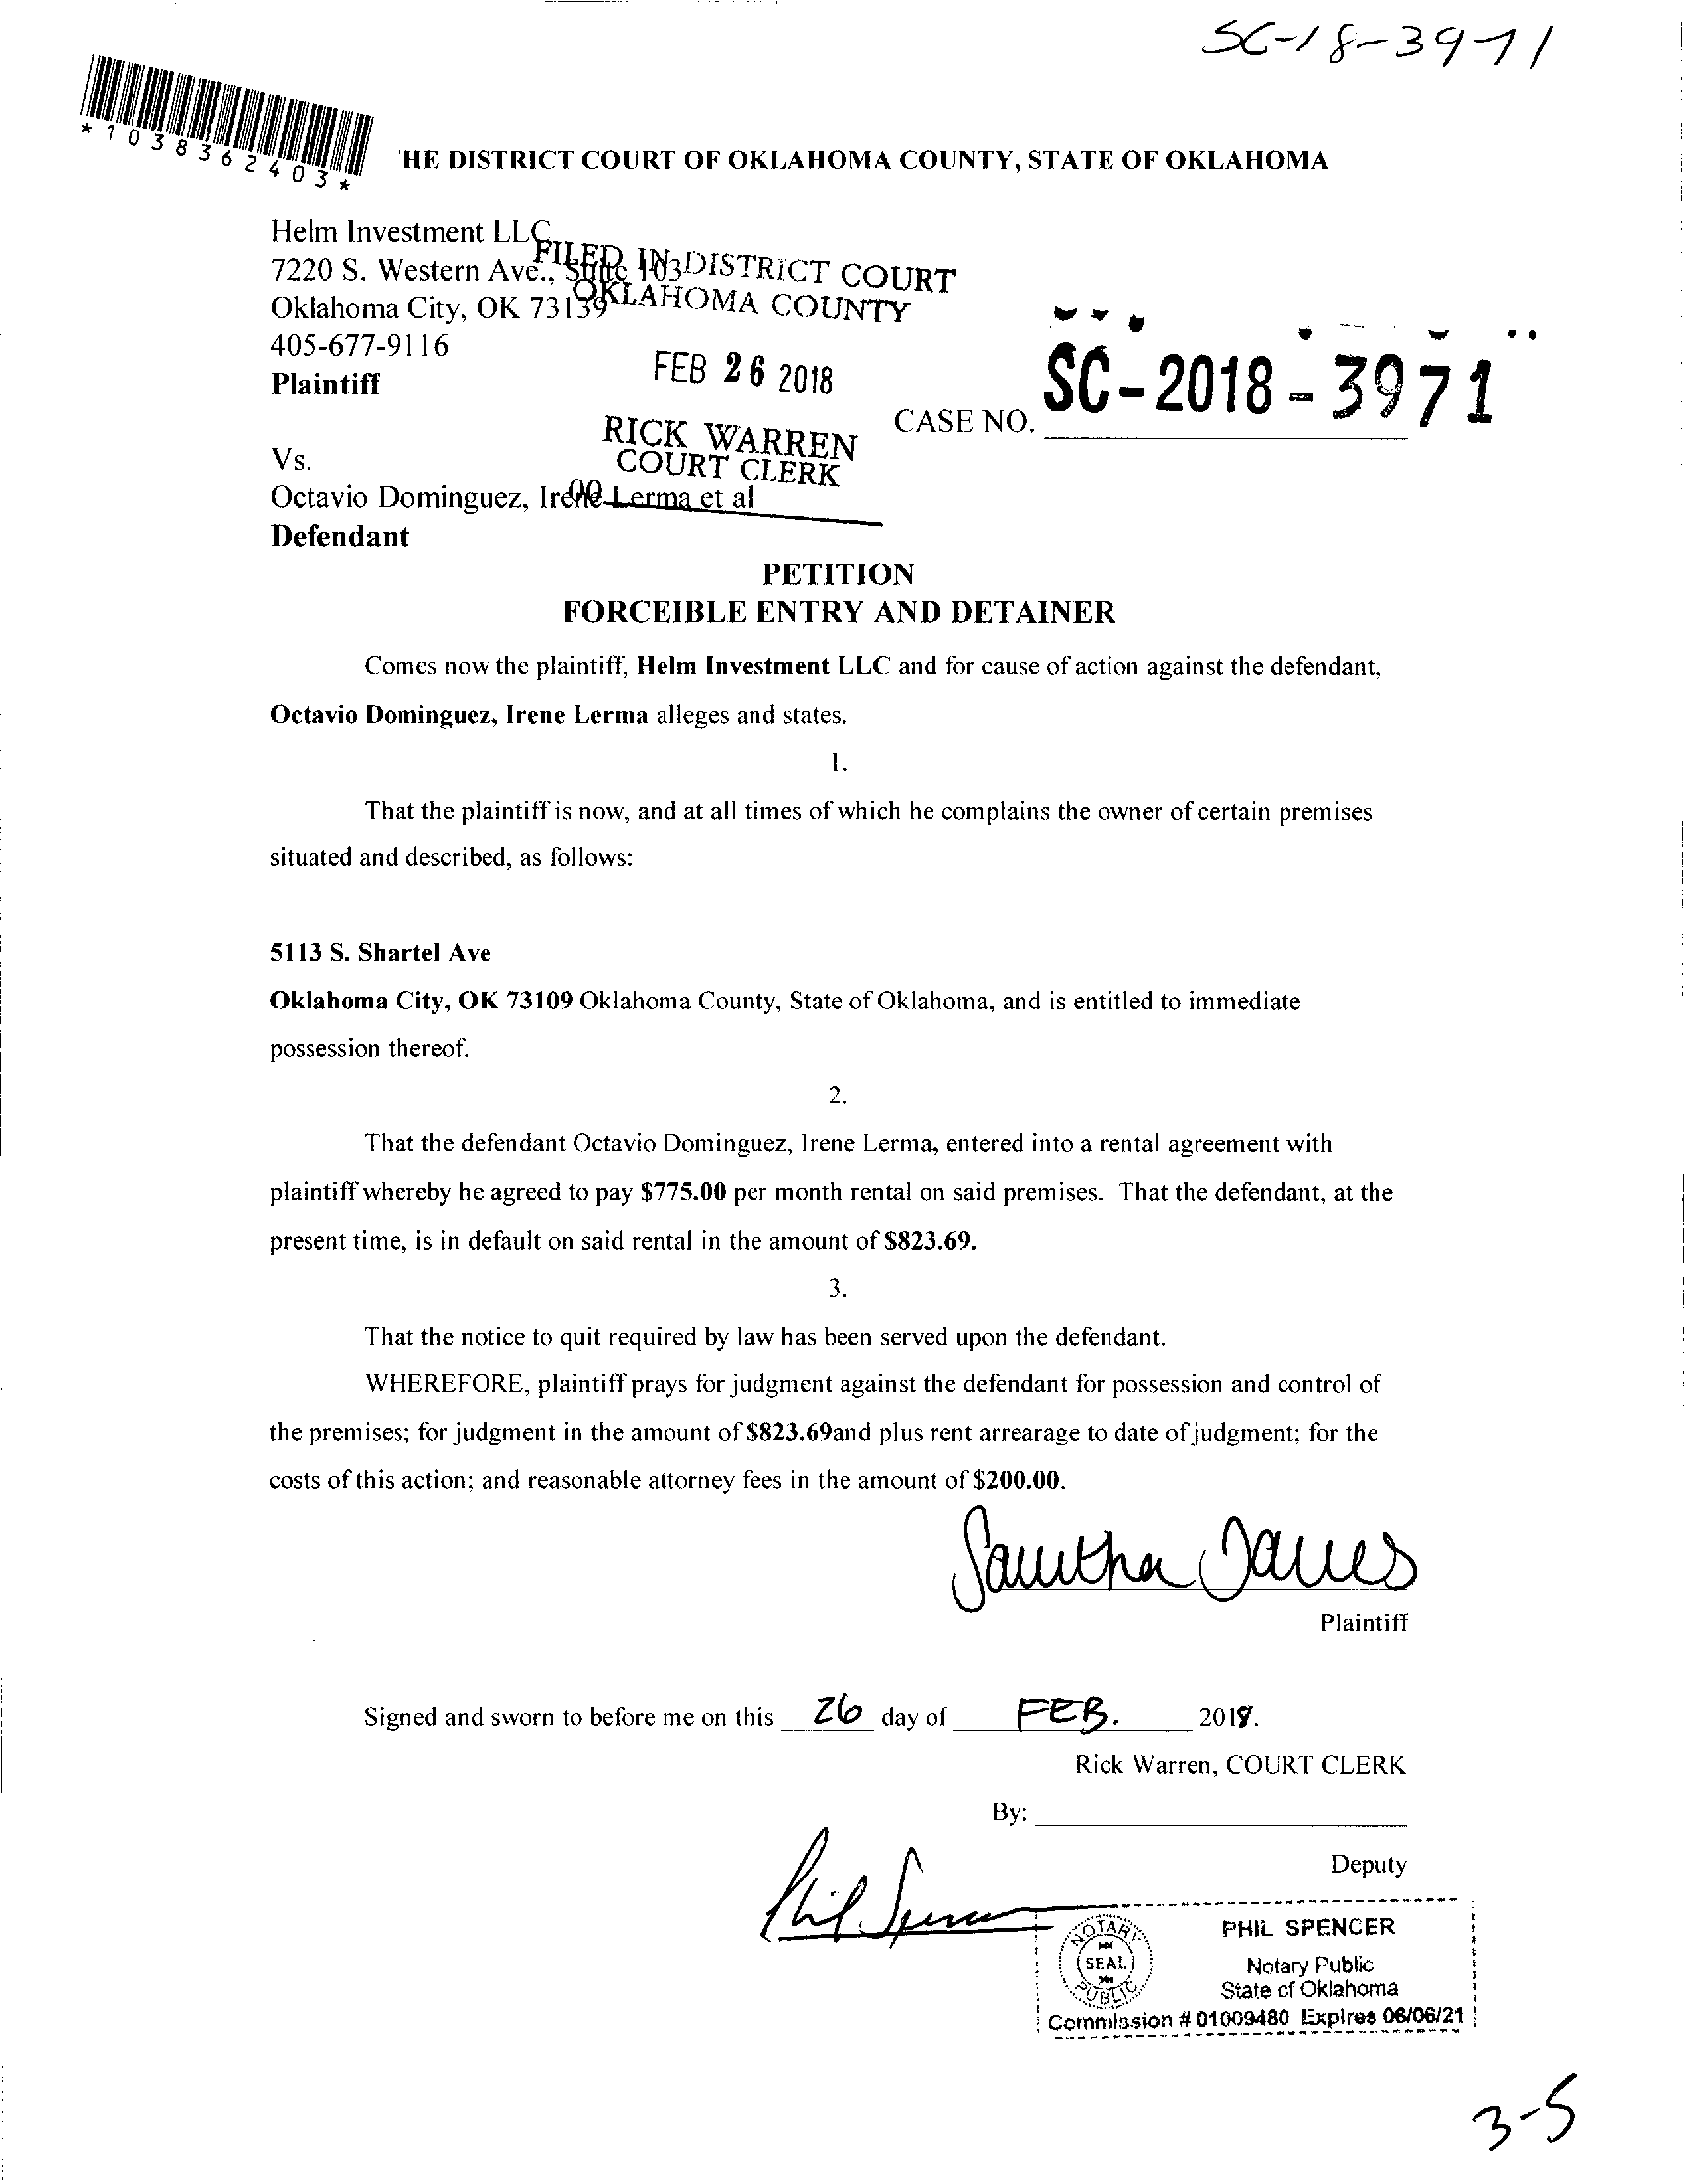 SC-18-3971
*1038362403*
'HE DISTRICT COURT OF OKLAHOMA COUNTY, STATE OF OKLAHOMA
Helm Investment LLC
7220 S. Western Ave., Suite 103
Oklahoma City, OK 73139
405-677-9116
Plaintiff
FILED IN DISTRICT COURT
OKLAHOMA COUNTY
FEB 26 2018
RICK WARREN
COURT CLERK
CASE NO. SC-2018-3971
Vs.
Octavio Dominguez, Irene Lerma et al
Defendant
PETITION
FORCEIBLE ENTRY AND DETAINER
Comes now the plaintiff, Helm Investment LLC and for cause of action against the defendant,
Octavio Dominguez, Irene Lerma alleges and states.
1.
That the plaintiff is now, and at all times of which he complains the owner of certain premises
situated and described, as follows:
5113 S. Shartel Ave
Oklahoma City, OK 73109 Oklahoma County, State of Oklahoma, and is entitled to immediate
possession thereof.
2.
That the defendant Octavio Dominguez, Irene Lerma, entered into a rental agreement with
plaintiff whereby he agreed to pay $775.00 per month rental on said premises. That the defendant, at the
present time, is in default on said rental in the amount of $823.69.
3.
That the notice to quit required by law has been served upon the defendant.
WHEREFORE, plaintiff prays for judgment against the defendant for possession and control of
the premises; for judgment in the amount of $823.69and plus rent arrearage to date of judgment; for the
costs of this action; and reasonable attorney fees in the amount of $200.00.
Plaintiff
Signed and sworn to before me on this 26 day of FEB. 2018.
Rick Warren, COURT CLERK
By:
Deputy
Phil Spencer
NOTARY
SEAL
PUBLIC
PHIL SPENCER
Notary Public
State of Oklahoma
Commission # 01009480 Expires 06/06/21
3-5